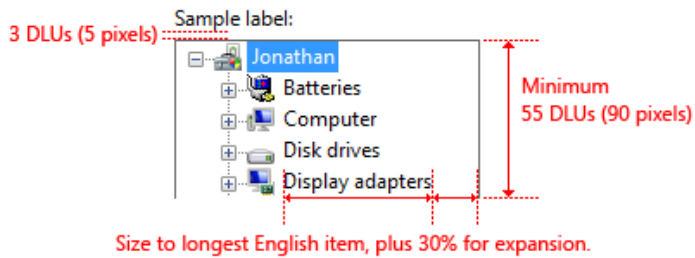 Sample label:
3 DLUs (5 pixels)
Jonathan
Batteries
Computer
Disk drives
Display adapters
Minimum
55 DLUs (90 pixels)
Size to longest English item, plus 30% for expansion.